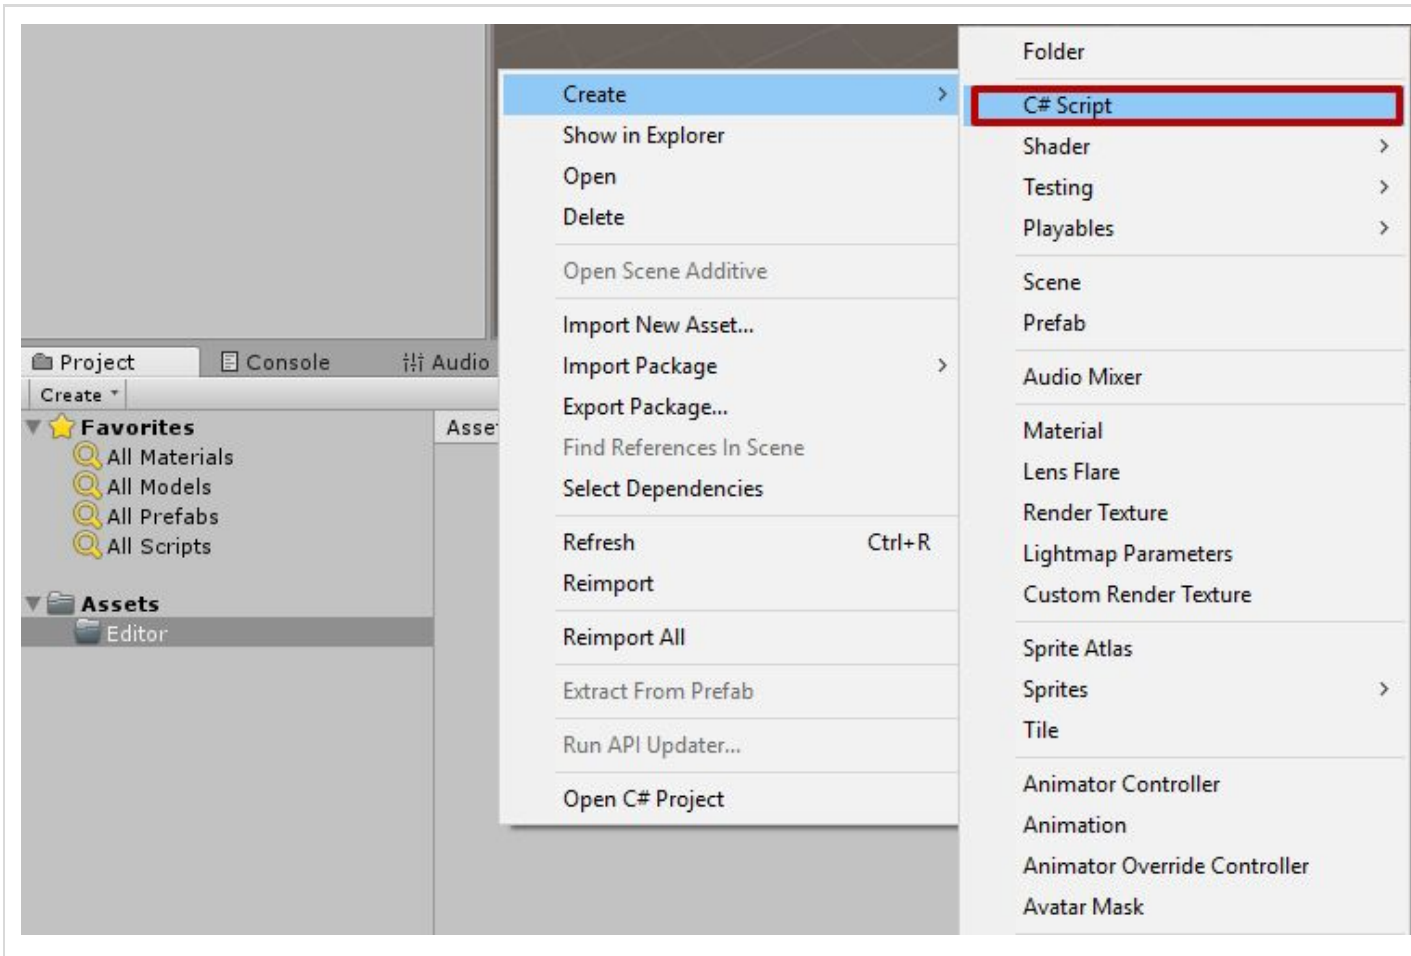 Project
Console
Audio
Create
Favorites
All Materials
All Models
All Prefabs
All Scripts
Assets
Editor
Asse
Create
Show in Explorer
Open
Delete
Open Scene Additive
Import New Asset...
Import Package
Export Package...
Find References In Scene
Select Dependencies
Refresh Ctrl+R
Reimport
Reimport All
Extract From Prefab
Run API Updater...
Open C# Project
Folder
C# Script
Shader
Testing
Playables
Scene
Prefab
Audio Mixer
Material
Lens Flare
Render Texture
Lightmap Parameters
Custom Render Texture
Sprite Atlas
Sprites
Tile
Animator Controller
Animation
Animator Override Controller
Avatar Mask